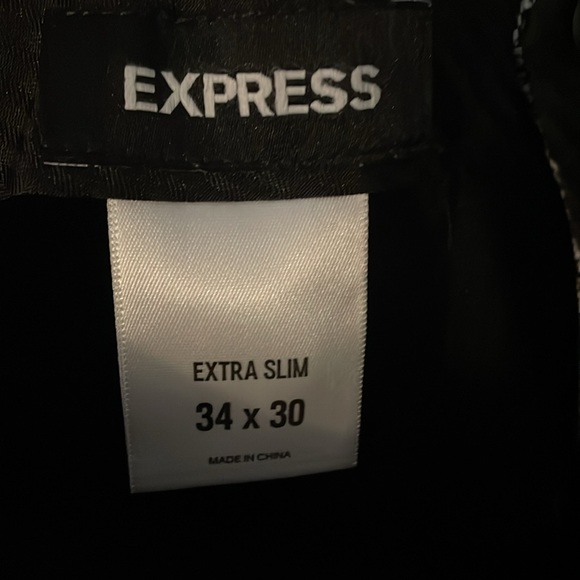 EXPRESS
EXTRA SLIM
34 x 30
MADE IN CHINA